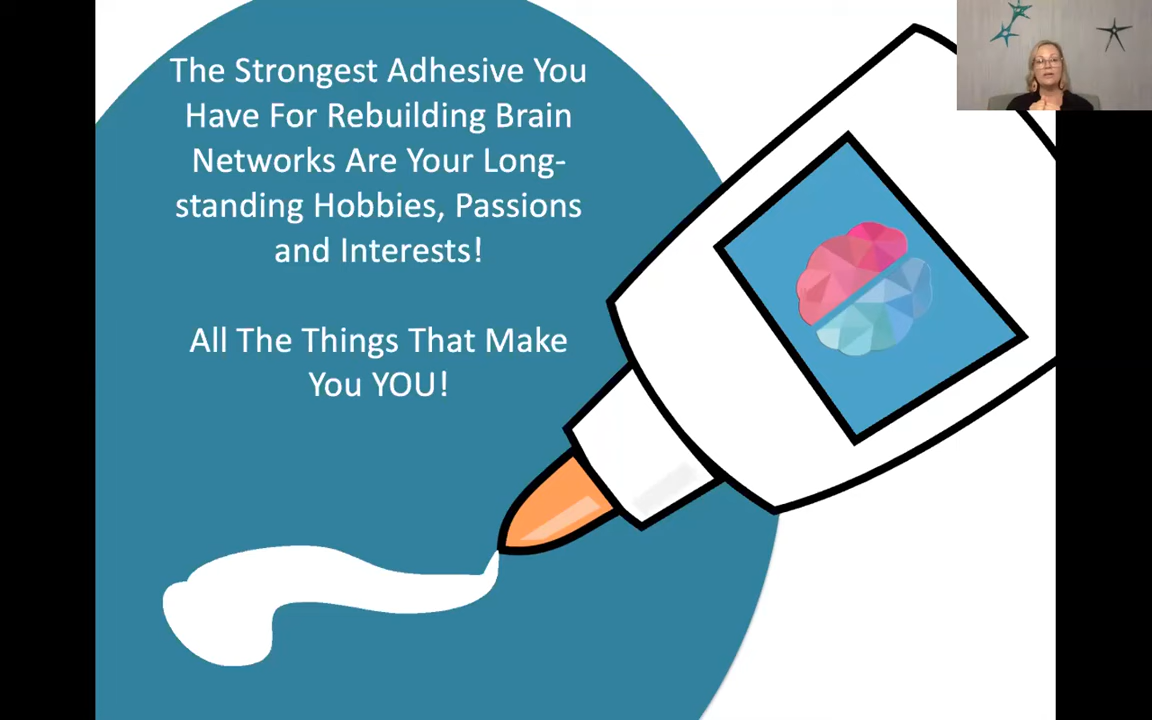 The Strongest Adhesive You
Have For Rebuilding Brain
Networks Are Your Long-
standing Hobbies, Passions
and Interests!
All The Things That Make
You YOU!